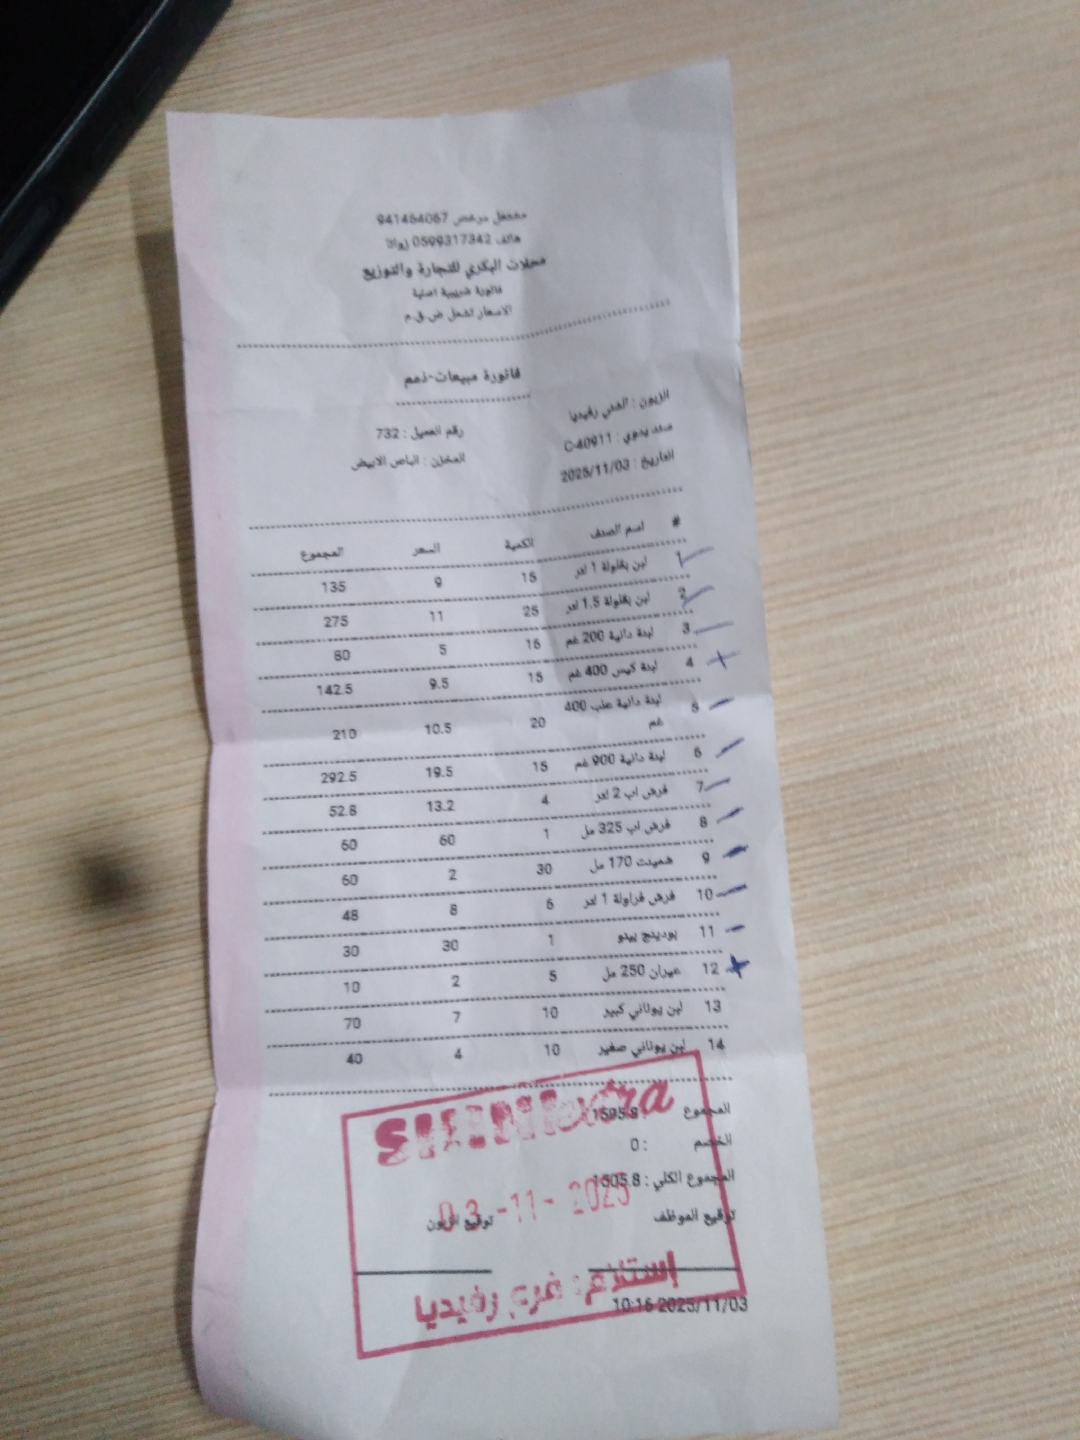 مشتغل مرخص 941464067
هاتف 0599317342 زواتا
محلات البكري للتجارة والتوزيع
فاتورة ضريبية اصلية
الاسعار تشمل ض.ق.م
فاتورة مبيعات-ذمم
الزبون : الشني رفيديا
رقم العميل : 732
سند يدوي : C-40911
المخزن : الباص الابيض
التاريخ : 2025/11/03
# اسم الصنف الكمية السعر المجموع
1 لبن بقلولة 1 لتر 15 9 135
2 لبن بقلولة 1.5 لتر 25 11 275
3 لبنة دانية 200 غم 16 5 80
4 لبنة كيس 400 غم 15 9.5 142.5
5 لبنة دانية علب 400 غم 20 10.5 210
6 لبنة دانية 900 غم 15 19.5 292.5
7 فرش اب 2 لتر 4 13.2 52.8
8 فرش اب 325 مل 1 60 60
9 شمينت 170 مل 30 2 60
10 فرش فراولة 1 لتر 6 8 48
11 بودينج بينو 1 30 30
12 عيران 250 مل 5 2 10
13 لبن يوناني كبير 10 7 70
14 لبن يوناني صغير 10 4 40
المجموع : 1505.8
الخصم : 0
المجموع الكلي : 1505.8
03-11-2025
توقيع الموظف توقيع الزبون
إستلام: فرع رفيديا
10:16 2025/11/03